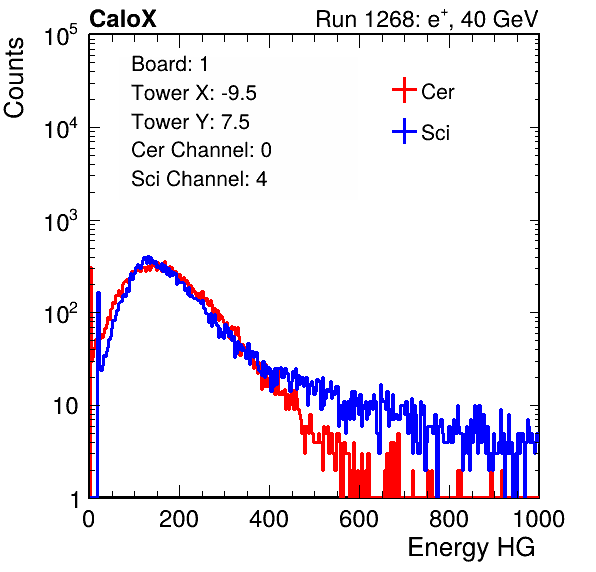 CaloX Run 1268: e⁺, 40 GeV
Counts
10⁵
10⁴
10³
10²
10
1
Board: 1
Tower X: -9.5
Tower Y: 7.5
Cer Channel: 0
Sci Channel: 4
Cer
Sci
0 200 400 600 800 1000
Energy HG